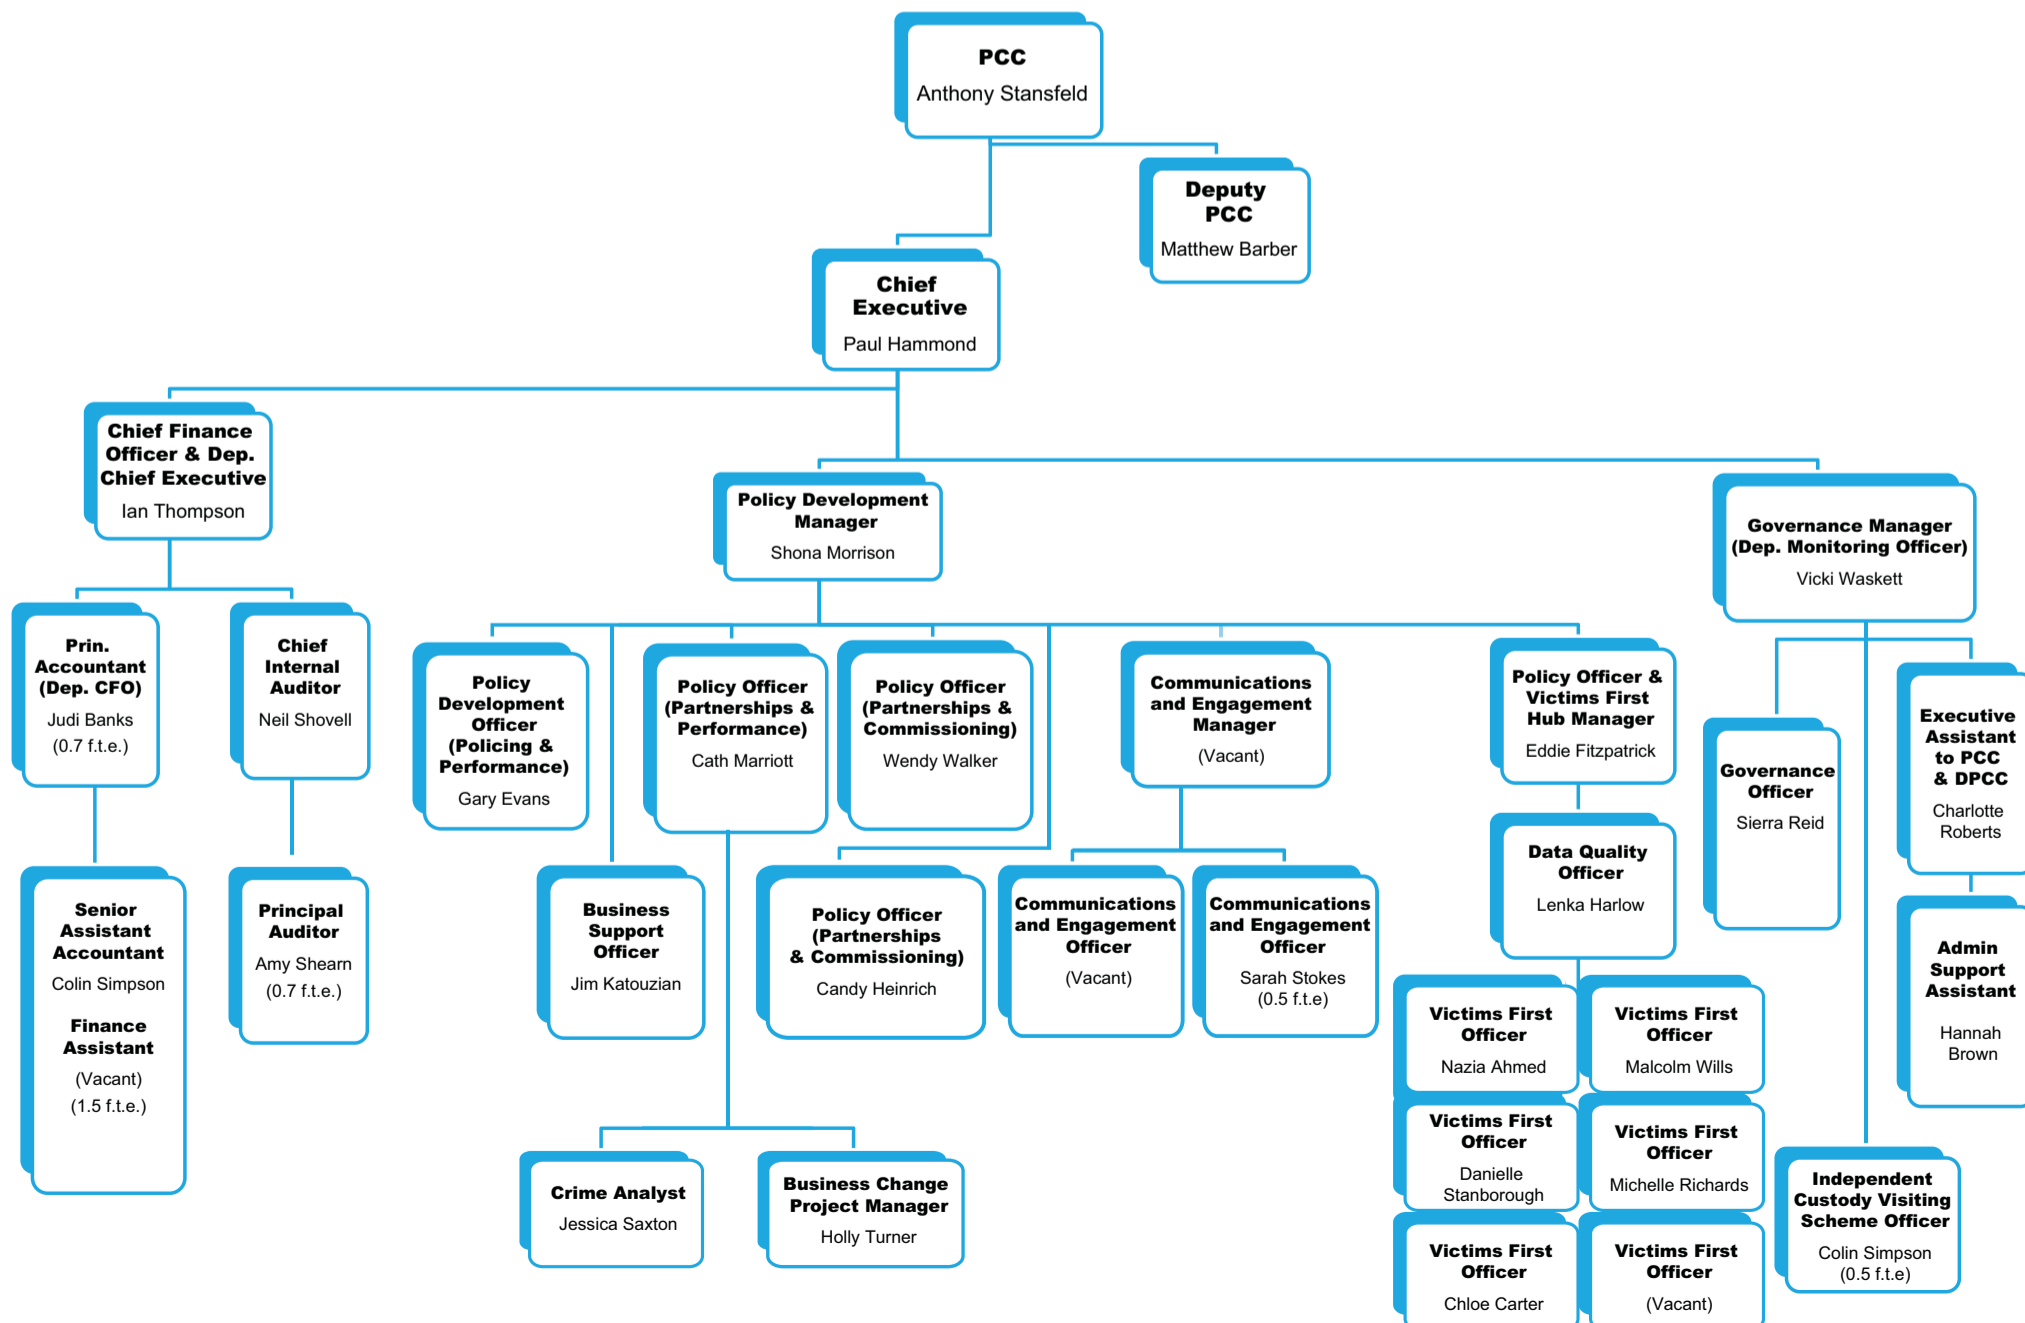 PCC
Anthony Stansfeld
Deputy
PCC
Matthew Barber
Chief
Executive
Paul Hammond
Chief Finance
Officer & Dep.
Chief Executive
Ian Thompson
Policy Development
Manager
Shona Morrison
Governance Manager
(Dep. Monitoring Officer)
Vicki Waskett
Prin.
Accountant
(Dep. CFO)
Judi Banks
(0.7 f.t.e.)
Chief
Internal
Auditor
Neil Shovell
Policy
Development
Officer
(Policing &
Performance)
Gary Evans
Policy Officer
(Partnerships &
Performance)
Cath Marriott
Policy Officer
(Partnerships &
Commissioning)
Wendy Walker
Communications
and Engagement
Manager
(Vacant)
Policy Officer &
Victims First
Hub Manager
Eddie Fitzpatrick
Governance
Officer
Sierra Reid
Executive
Assistant
to PCC
& DPCC
Charlotte
Roberts
Senior
Assistant
Accountant
Colin Simpson
Finance
Assistant
(Vacant)
(1.5 f.t.e.)
Principal
Auditor
Amy Shearn
(0.7 f.t.e.)
Business
Support
Officer
Jim Katouzian
Policy Officer
(Partnerships
& Commissioning)
Candy Heinrich
Communications
and Engagement
Officer
(Vacant)
Communications
and Engagement
Officer
Sarah Stokes
(0.5 f.t.e)
Data Quality
Officer
Lenka Harlow
Admin
Support
Assistant
Hannah
Brown
Victims First
Officer
Nazia Ahmed
Victims First
Officer
Malcolm Wills
Victims First
Officer
Danielle
Stanborough
Victims First
Officer
Michelle Richards
Victims First
Officer
Chloe Carter
Victims First
Officer
(Vacant)
Crime Analyst
Jessica Saxton
Business Change
Project Manager
Holly Turner
Independent
Custody Visiting
Scheme Officer
Colin Simpson
(0.5 f.t.e)